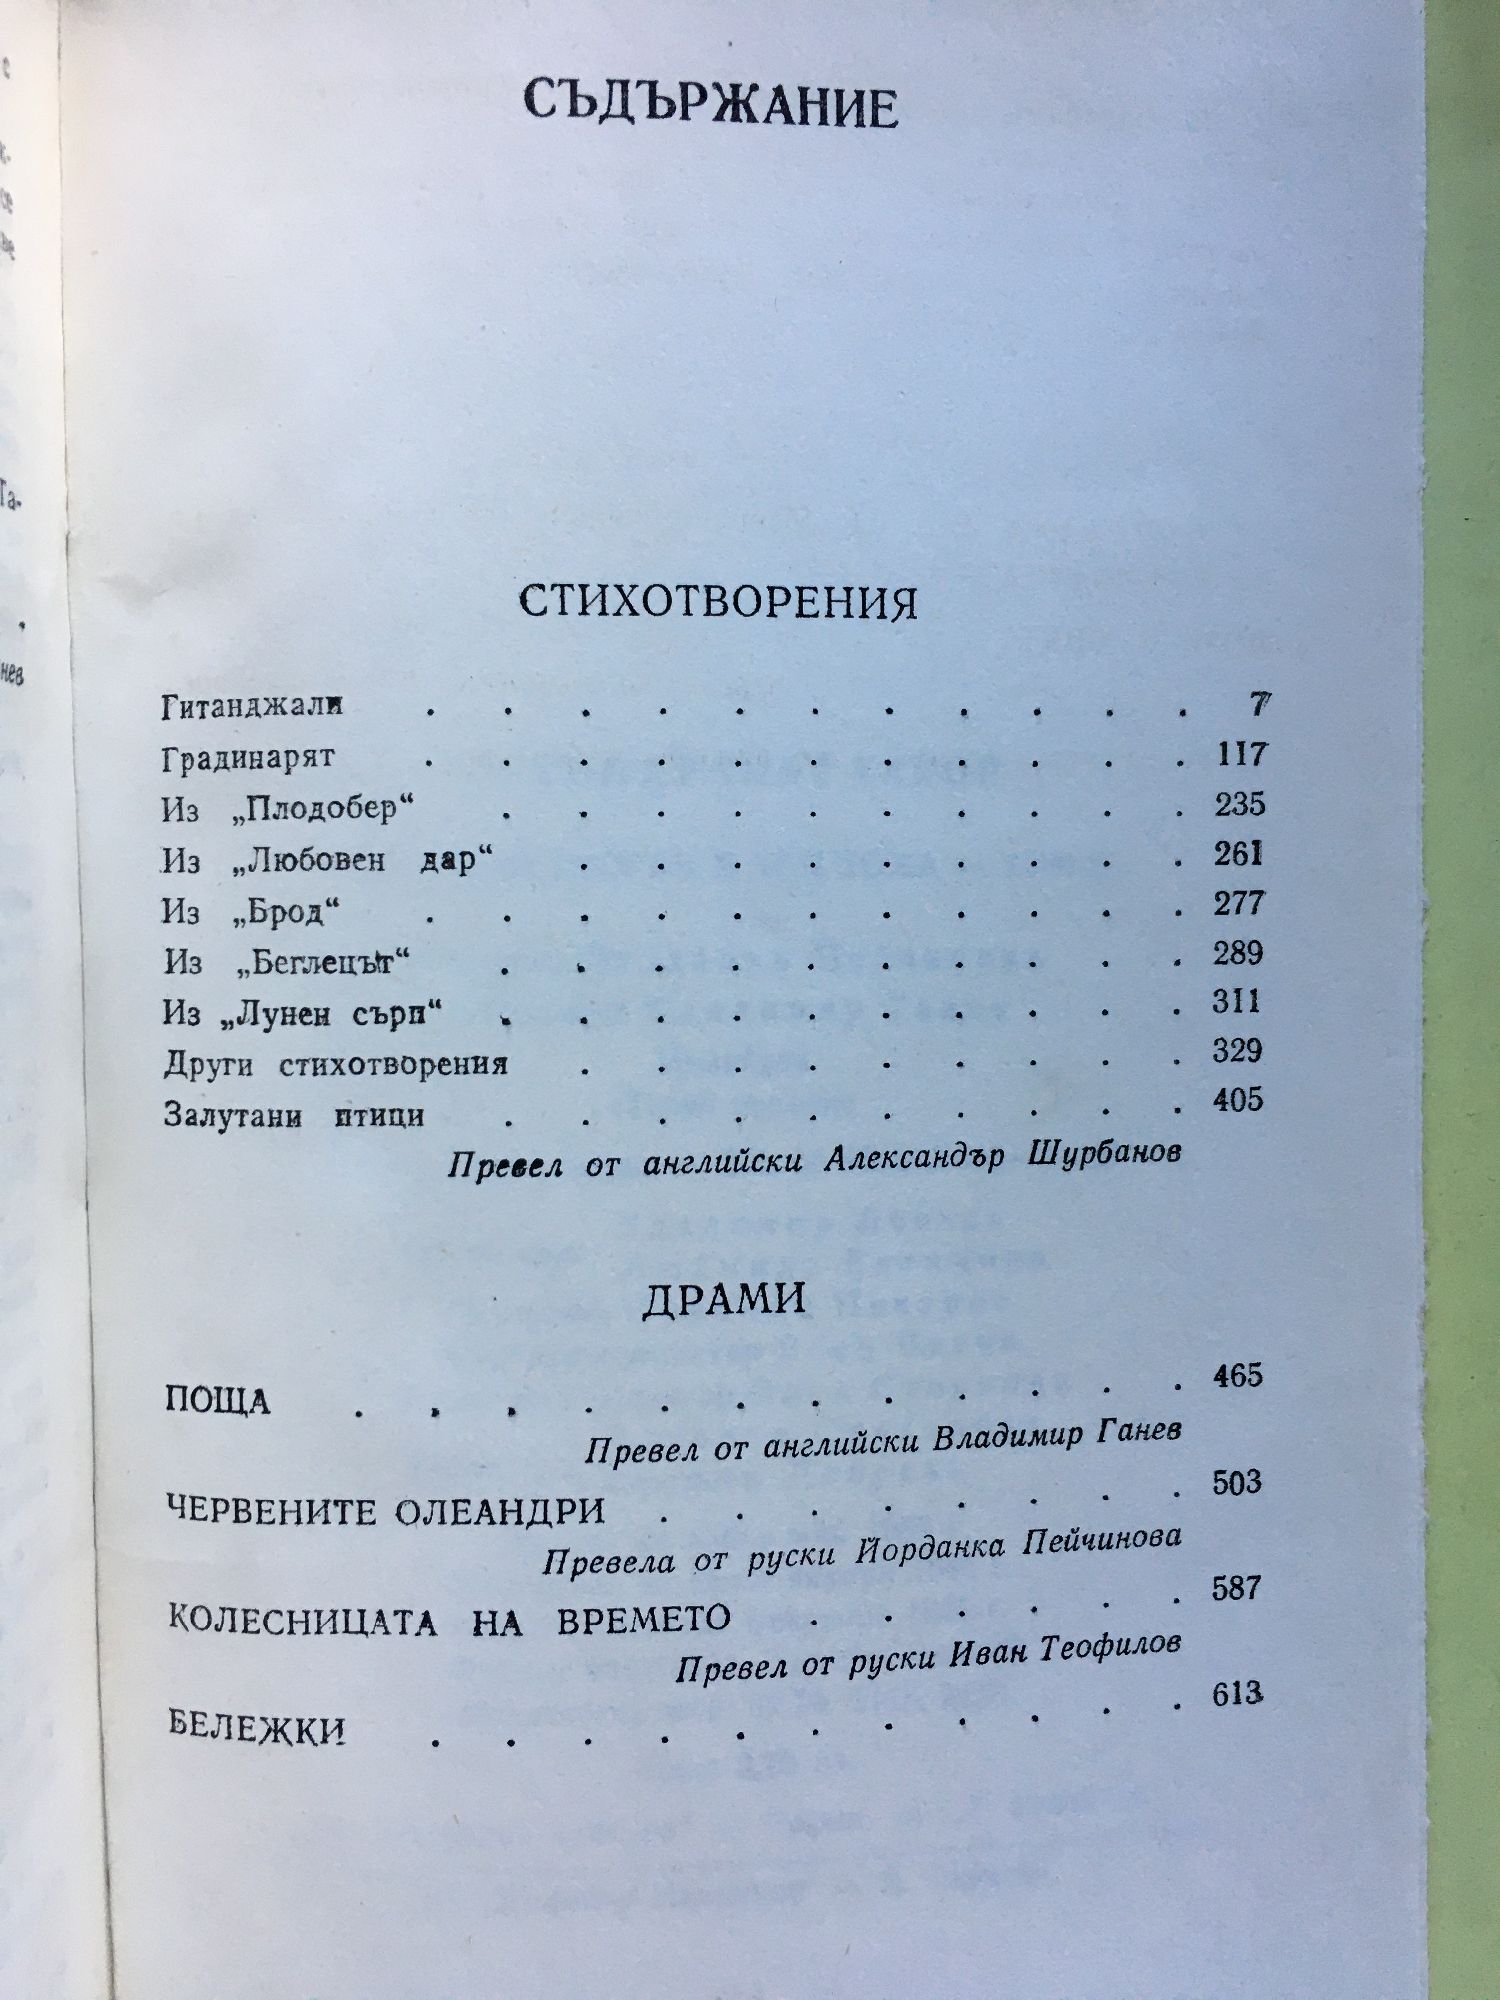 СЪДЪРЖАНИЕ
СТИХОТВОРЕНИЯ
Гитанджали . . . . . . . . . . . 7
Градинарят . . . . . . . . . . . 117
Из „Плодобер“ . . . . . . . . . . 235
Из „Любовен дар“ . . . . . . . . . 261
Из „Брод“ . . . . . . . . . . . 277
Из „Беглецът“ . . . . . . . . . . 289
Из „Лунен сърп“ . . . . . . . . . . 311
Други стихотворения . . . . . . . . . 329
Залутани птици . . . . . . . . . . 405
Превел от английски Александър Шурбанов
ДРАМИ
ПОЩА . . . . . . . . . . . . 465
Превел от английски Владимир Ганев
ЧЕРВЕНИТЕ ОЛЕАНДРИ . . . . . . . . 503
Превела от руски Йорданка Пейчинова
КОЛЕСНИЦАТА НА ВРЕМЕТО . . . . . . 587
Превел от руски Иван Теофилов
БЕЛЕЖКИ . . . . . . . . . . . 613